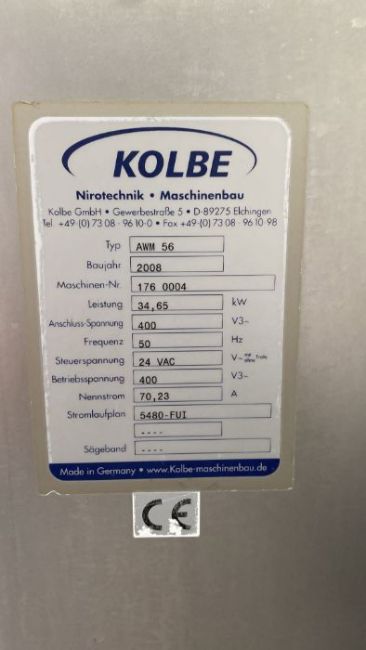 KOLBE
Nirotechnik • Maschinenbau
Kolbe GmbH • Gewerbestraße 5 • D-89275 Elchingen
Tel. +49-(0) 73 08 - 96 10-0 • Fax +49-(0) 73 08 - 96 10 98
Typ AWM 56
Baujahr 2008
Maschinen-Nr. 176 0004
Leistung 34,65 kW
Anschluss-Spannung 400 V3~
Frequenz 50 Hz
Steuerspannung 24 VAC V~ mit ohne Trafo
Betriebsspannung 400 V3~
Nennstrom 70,23 A
Stromlaufplan 5480-FUI
----
Sägeband ----
Made in Germany • www.Kolbe-maschinenbau.de
CE